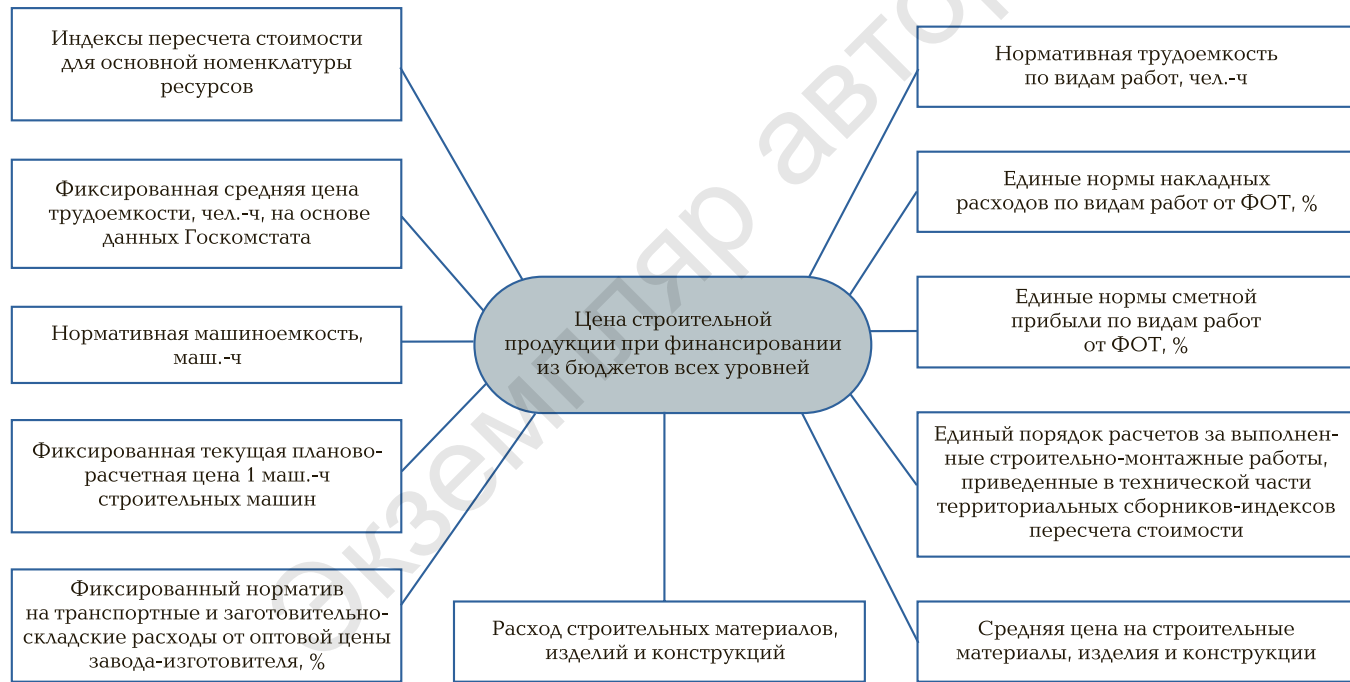 Индексы пересчета стоимости
для основной номенклатуры
ресурсов
Фиксированная средняя цена
трудоемкости, чел.-ч, на основе
данных Госкомстата
Нормативная машиноемкость,
маш.-ч
Фиксированная текущая планово-
расчетная цена 1 маш.-ч
строительных машин
Фиксированный норматив
на транспортные и заготовительно-
складские расходы от оптовой цены
завода-изготовителя, %
Цена строительной
продукции при финансировании
из бюджетов всех уровней
Расход строительных материалов,
изделий и конструкций
Нормативная трудоемкость
по видам работ, чел.-ч
Единые нормы накладных
расходов по видам работ от ФОТ, %
Единые нормы сметной
прибыли по видам работ
от ФОТ, %
Единый порядок расчетов за выполнен-
ные строительно-монтажные работы,
приведенные в технической части
территориальных сборников-индексов
пересчета стоимости
Средняя цена на строительные
материалы, изделия и конструкции
Экземпляр